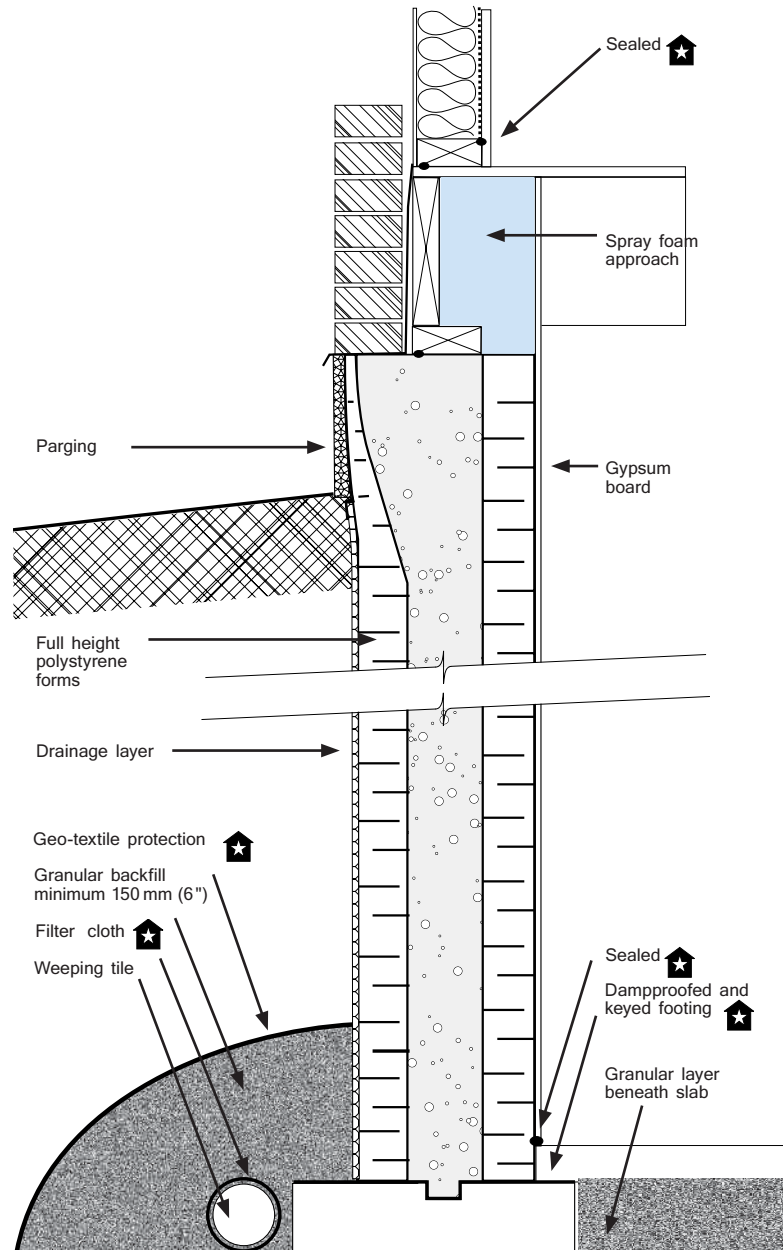 Sealed
Spray foam
approach
Parging
Gypsum
board
Full height
polystyrene
forms
Drainage layer
Geo-textile protection
Granular backfill
minimum 150 mm (6")
Filter cloth
Weeping tile
Sealed
Dampproofed and
keyed footing
Granular layer
beneath slab